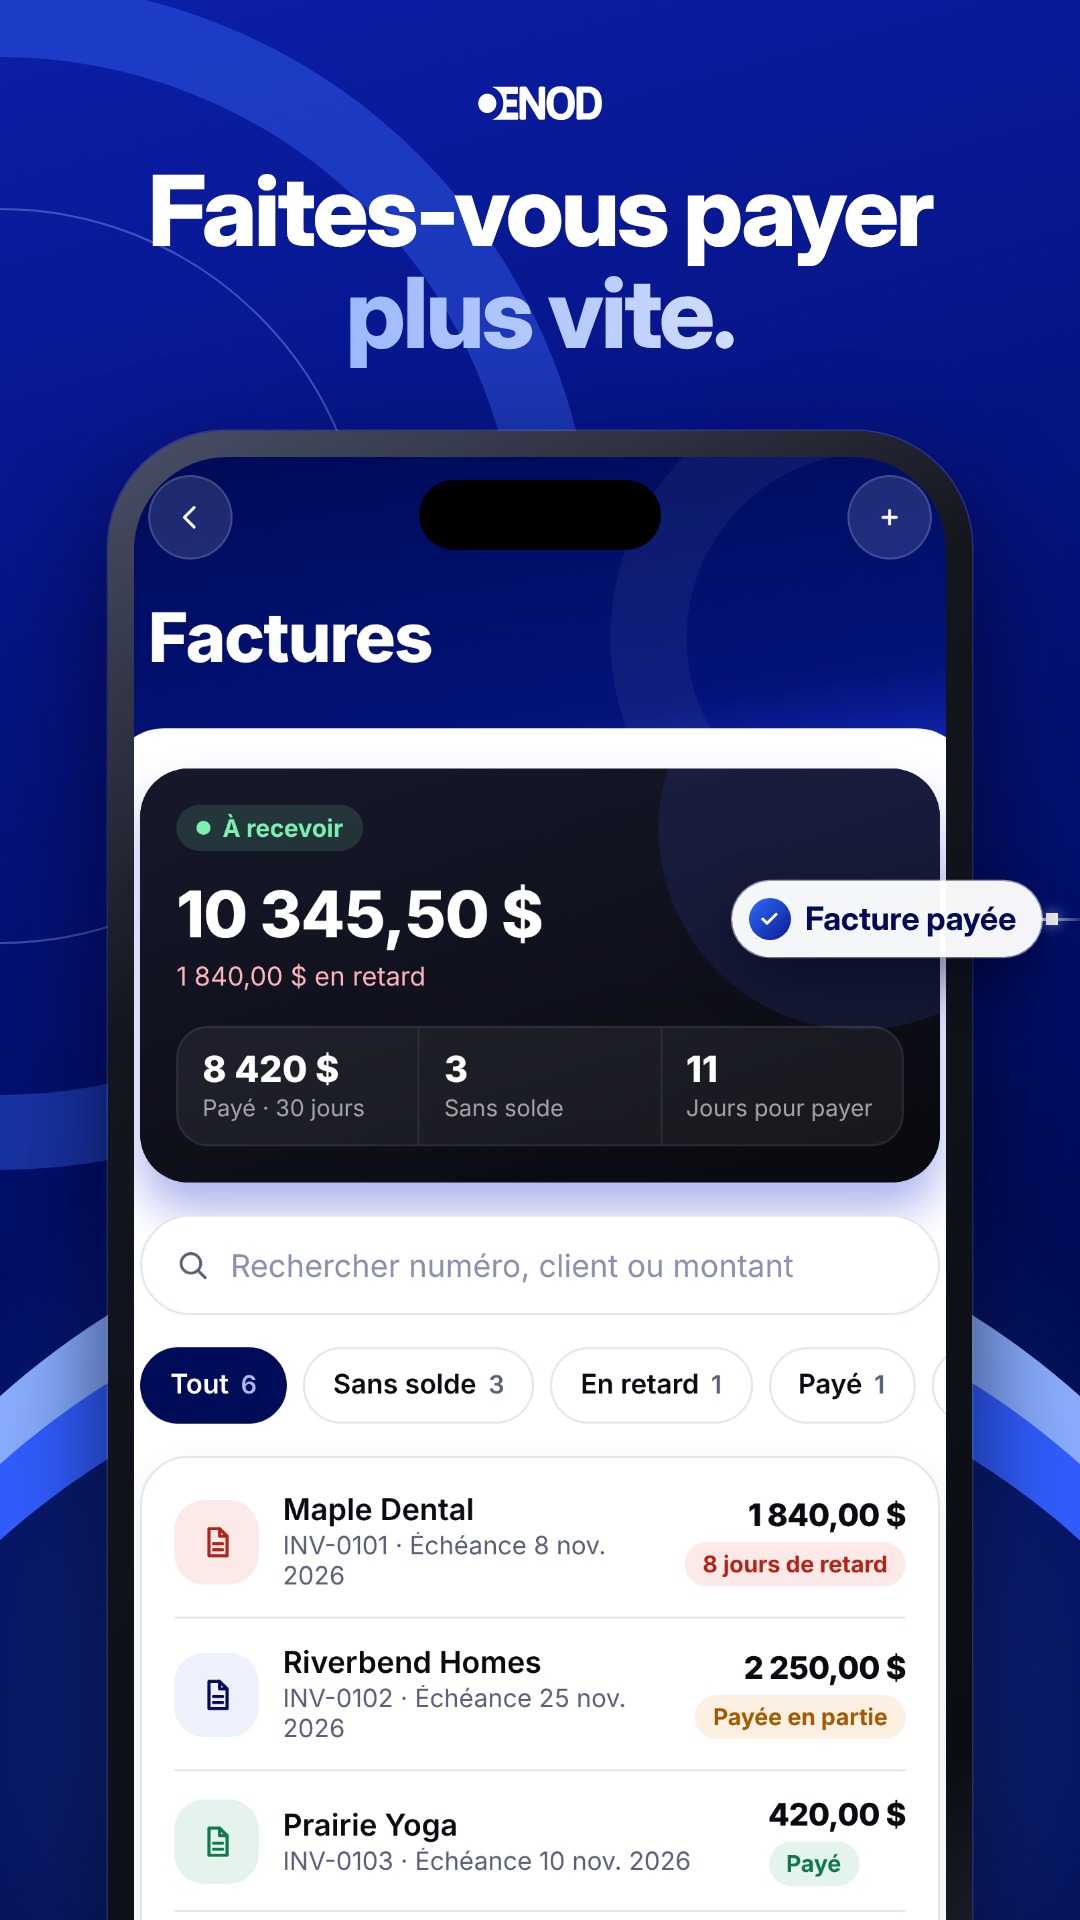 ENOD
Faites-vous payer
plus vite.
Factures
À recevoir
10 345,50 $
1 840,00 $ en retard
Facture payée
8 420 $
Payé · 30 jours
3
Sans solde
11
Jours pour payer
Rechercher numéro, client ou montant
Tout 6
Sans solde 3
En retard 1
Payé 1
Maple Dental
INV-0101 · Échéance 8 nov.
2026
1 840,00 $
8 jours de retard
Riverbend Homes
INV-0102 · Échéance 25 nov.
2026
2 250,00 $
Payée en partie
Prairie Yoga
INV-0103 · Échéance 10 nov. 2026
420,00 $
Payé